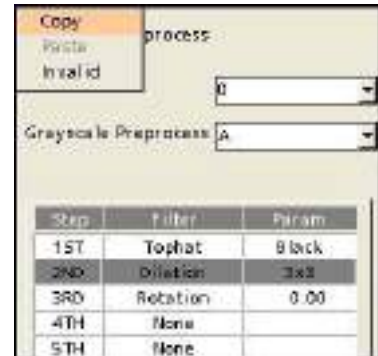 Copy
process
Paste
Invalid
0
Grayscale Preprocess A
Step Filter Param
1ST Tophat Black
2ND Dilation 3x3
3RD Rotation 0.00
4TH None
5TH None